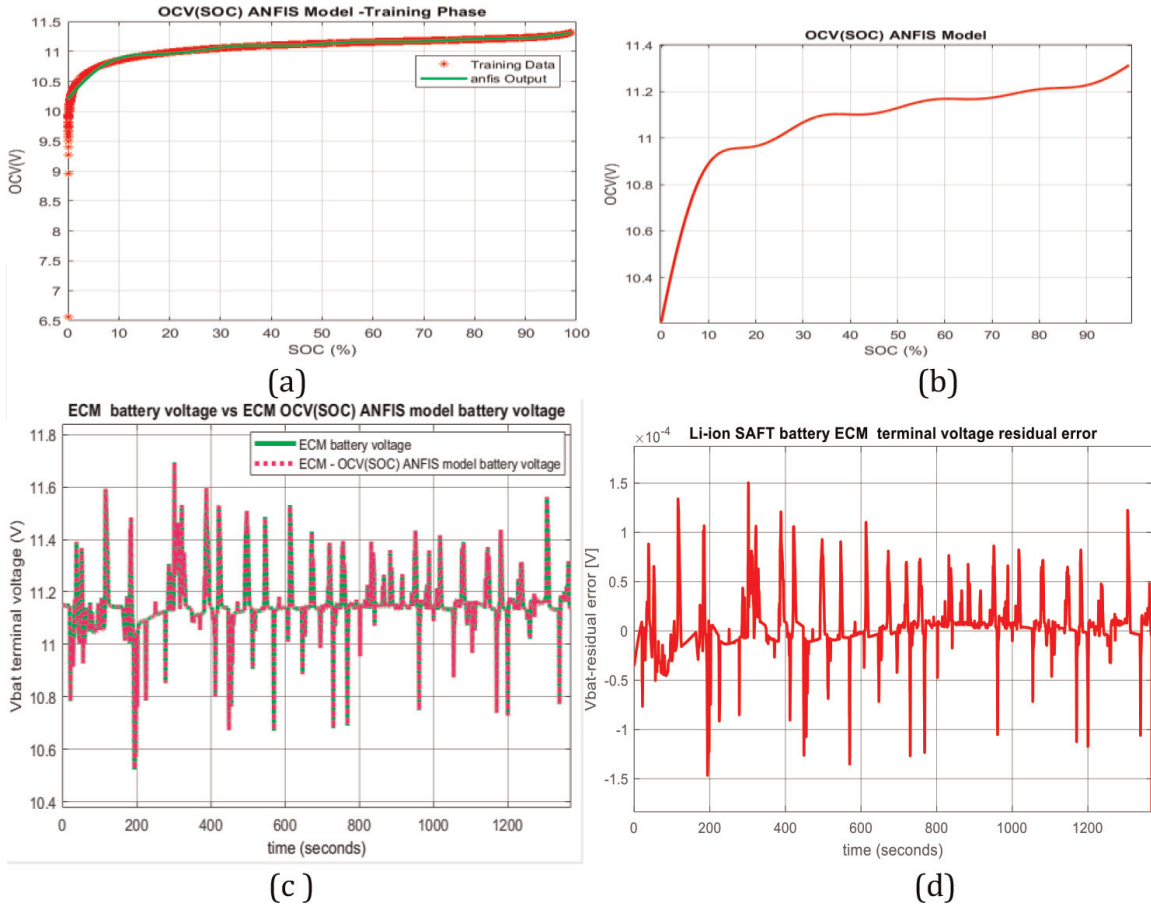 OCV(SOC) ANFIS Model -Training Phase
11.5
11
10.5
10
9.5
9
8.5
8
7.5
7
6.5
OCV(V)
Training Data
anfis Output
0 10 20 30 40 50 60 70 80 90 100
SOC (%)
(a)
OCV(SOC) ANFIS Model
11.4
11.2
11
10.8
10.6
10.4
OCV(V)
0 10 20 30 40 50 60 70 80 90
SOC (%)
(b)
ECM battery voltage vs ECM OCV(SOC) ANFIS model battery voltage
11.8
11.6
11.4
11.2
11
10.8
10.6
10.4
Vbat terminal voltage (V)
ECM battery voltage
ECM - OCV(SOC) ANFIS model battery voltage
0 200 400 600 800 1000 1200
time (seconds)
(c )
×10-4
Li-ion SAFT battery ECM terminal voltage residual error
1.5
1
0.5
0
-0.5
-1
-1.5
Vbat-residual error [V]
0 200 400 600 800 1000 1200
time (seconds)
(d)